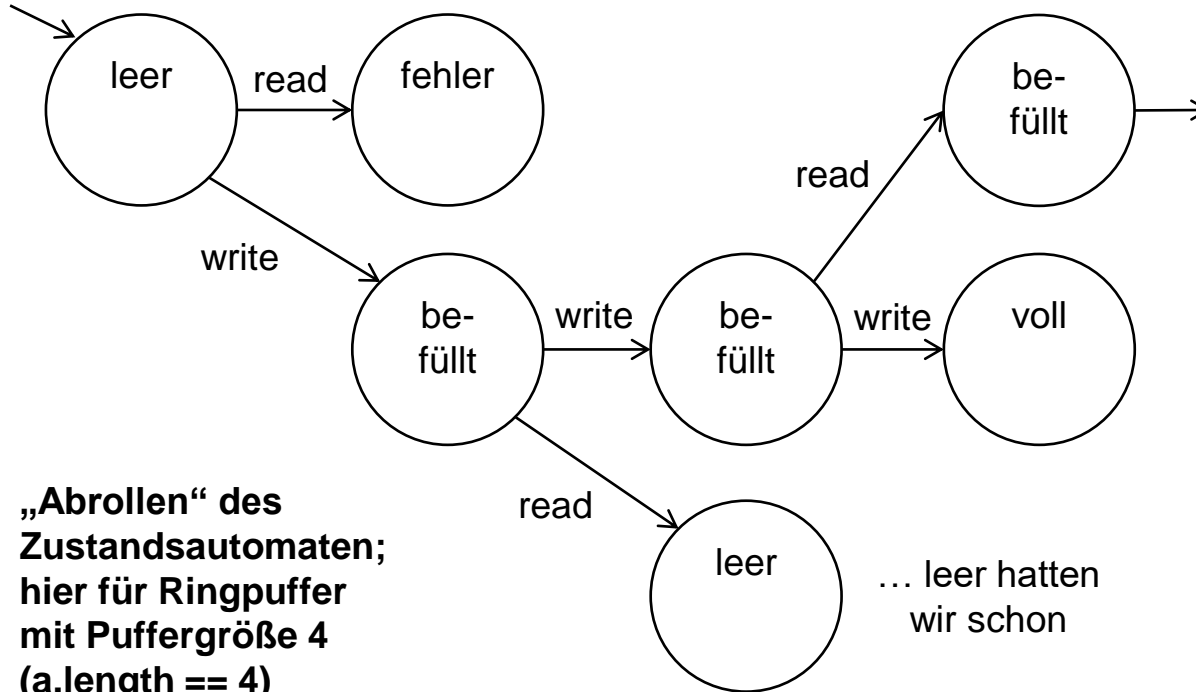 leer
read
fehler
be-
füllt
read
write
be-
füllt
write
be-
füllt
write
voll
read
leer
… leer hatten
wir schon
„Abrollen“ des
Zustandsautomaten;
hier für Ringpuffer
mit Puffergröße 4
(a.length == 4)